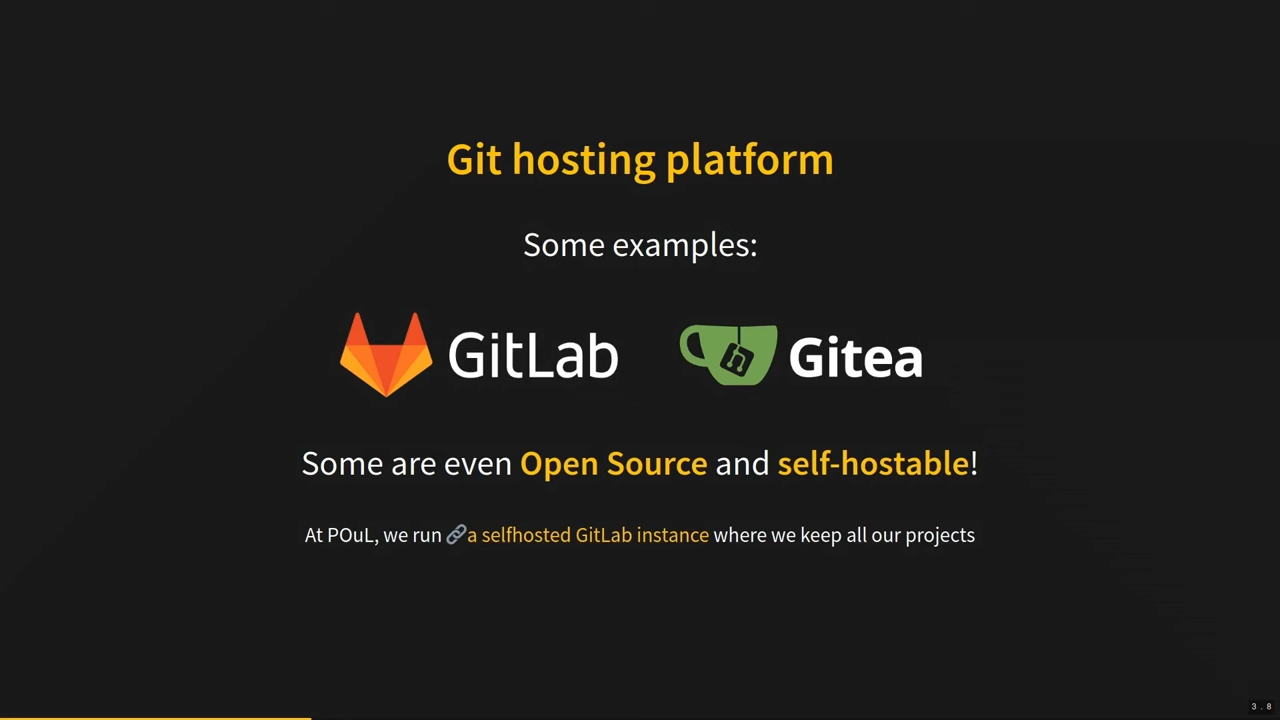 Git hosting platform
Some examples:
GitLab Gitea
Some are even Open Source and self-hostable!
At POuL, we run 🔗a selfhosted GitLab instance where we keep all our projects
3 . 8